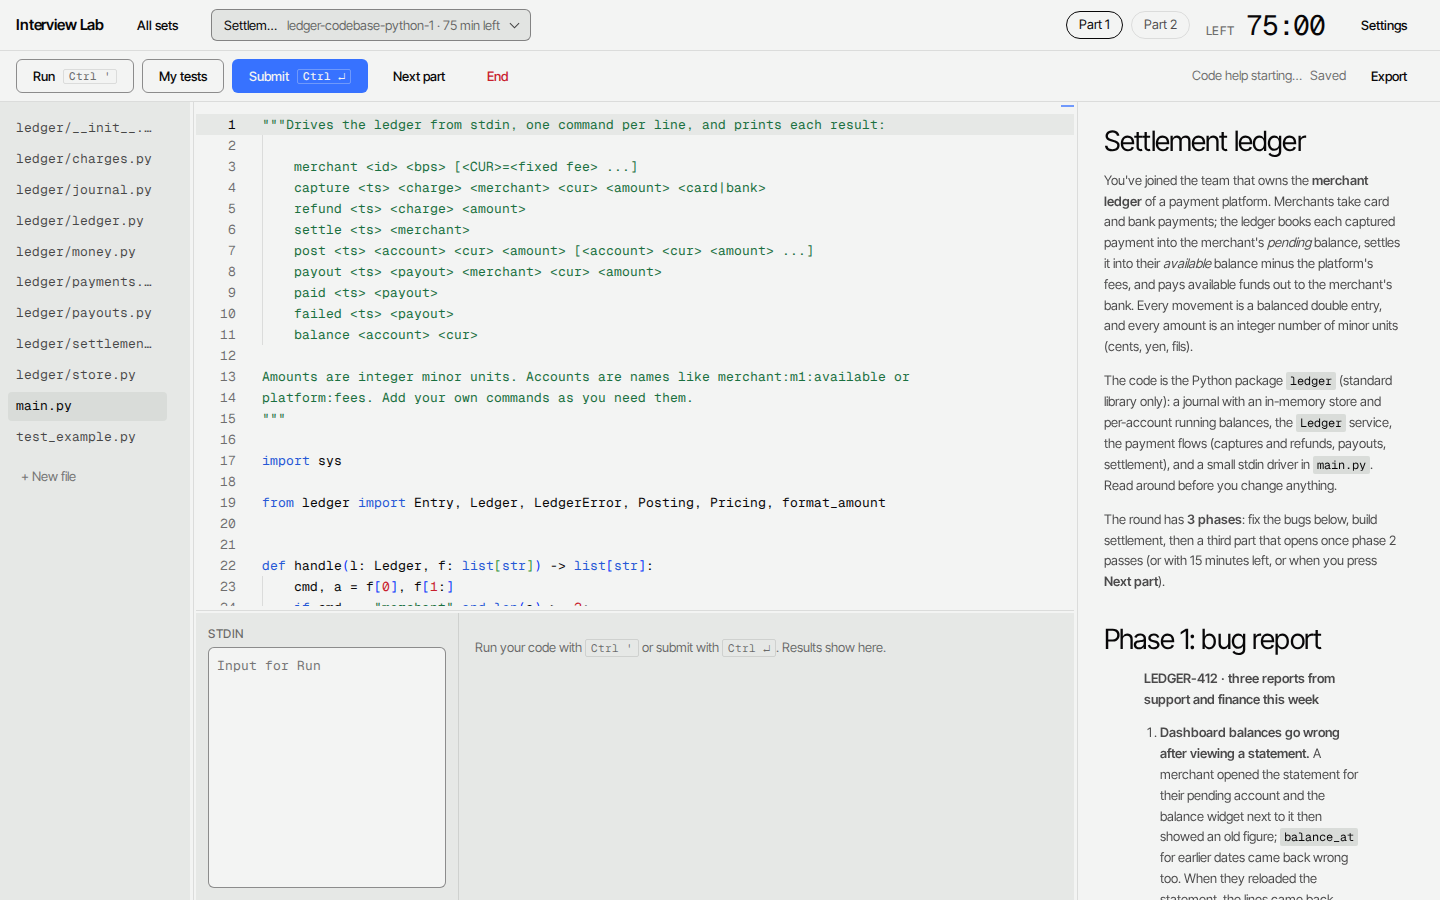 Interview Lab
All sets
Settlem... ledger-codebase-python-1 · 75 min left
Part 1
Part 2
LEFT 75:00
Settings
Run Ctrl '
My tests
Submit Ctrl ↵
Next part
End
Code help starting...
Saved
Export
ledger/__init__.…
ledger/charges.py
ledger/journal.py
ledger/ledger.py
ledger/money.py
ledger/payments.…
ledger/payouts.py
ledger/settlemen…
ledger/store.py
main.py
test_example.py
+ New file
1 """Drives the ledger from stdin, one command per line, and prints each result:
2
3 merchant <id> <bps> [<CUR>=<fixed fee> ...]
4 capture <ts> <charge> <merchant> <cur> <amount> <card|bank>
5 refund <ts> <charge> <amount>
6 settle <ts> <merchant>
7 post <ts> <account> <cur> <amount> [<account> <cur> <amount> ...]
8 payout <ts> <payout> <merchant> <cur> <amount>
9 paid <ts> <payout>
10 failed <ts> <payout>
11 balance <account> <cur>
12
13 Amounts are integer minor units. Accounts are names like merchant:m1:available or
14 platform:fees. Add your own commands as you need them.
15 """
16
17 import sys
18
19 from ledger import Entry, Ledger, LedgerError, Posting, Pricing, format_amount
20
21
22 def handle(l: Ledger, f: list[str]) -> list[str]:
23 cmd, a = f[0], f[1:]
STDIN
Input for Run
Run your code with Ctrl ' or submit with Ctrl ↵. Results show here.
Settlement ledger
You've joined the team that owns the merchant
ledger of a payment platform. Merchants take card
and bank payments; the ledger books each captured
payment into the merchant's pending balance, settles
it into their available balance minus the platform's
fees, and pays available funds out to the merchant's
bank. Every movement is a balanced double entry,
and every amount is an integer number of minor units
(cents, yen, fils).
The code is the Python package ledger (standard
library only): a journal with an in-memory store and
per-account running balances, the Ledger service,
the payment flows (captures and refunds, payouts,
settlement), and a small stdin driver in main.py.
Read around before you change anything.
The round has 3 phases: fix the bugs below, build
settlement, then a third part that opens once phase 2
passes (or with 15 minutes left, or when you press
Next part).
Phase 1: bug report
LEDGER-412 · three reports from
support and finance this week
1. Dashboard balances go wrong
after viewing a statement. A
merchant opened the statement for
their pending account and the
balance widget next to it then
showed an old figure; balance_at
for earlier dates came back wrong
too. When they reloaded the
statement, the lines came back